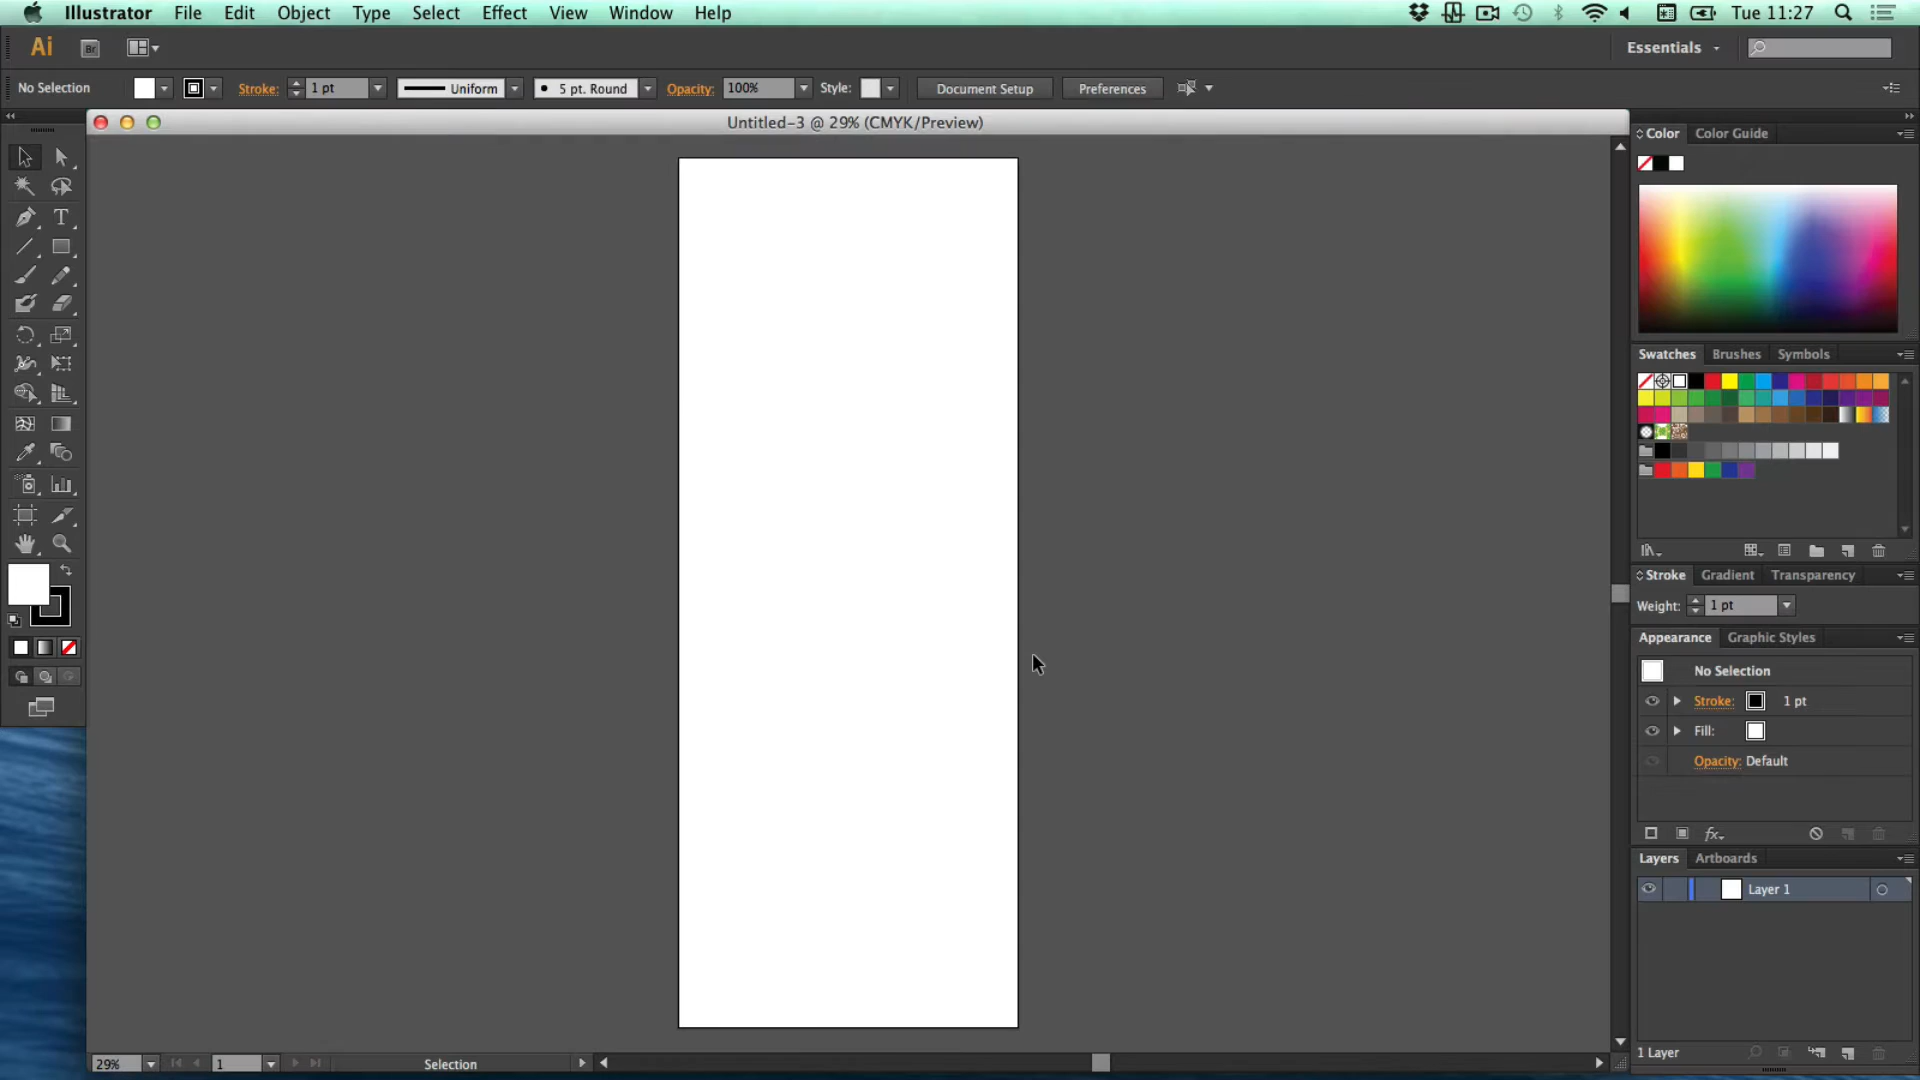 Illustrator File Edit Object Type Select Effect View Window Help Tue 11:27
Ai Br Essentials
No Selection Stroke: 1 pt Uniform 5 pt. Round Opacity: 100% Style: Document Setup Preferences
Untitled-3 @ 29% (CMYK/Preview)
Color Color Guide
Swatches Brushes Symbols
Stroke Gradient Transparency
Weight: 1 pt
Appearance Graphic Styles
No Selection
Stroke: 1 pt
Fill:
Opacity: Default
fx
Layers Artboards
Layer 1
1 Layer
29% 1 Selection